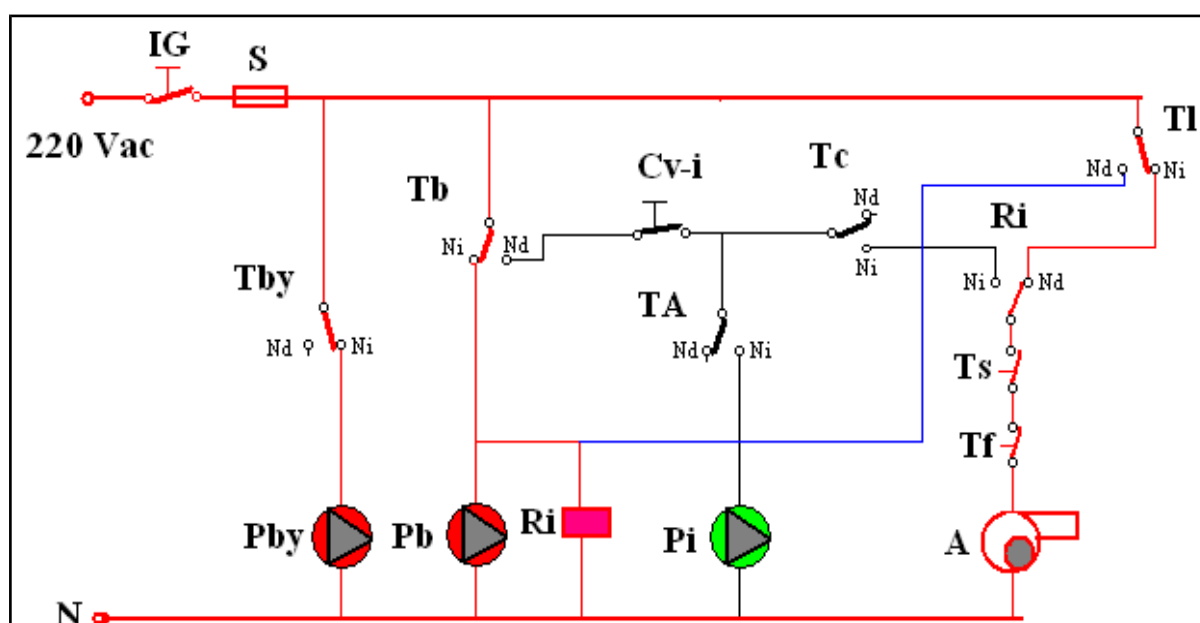 IG
S
220 Vac
Tl
Nd
Ni
Cv-i
Tc
Nd
Ni
Tb
Ni
Nd
Ri
Ni
Nd
Tby
Nd
Ni
TA
Nd
Ni
Ts
Tf
Pby
Pb
Ri
Pi
A
N